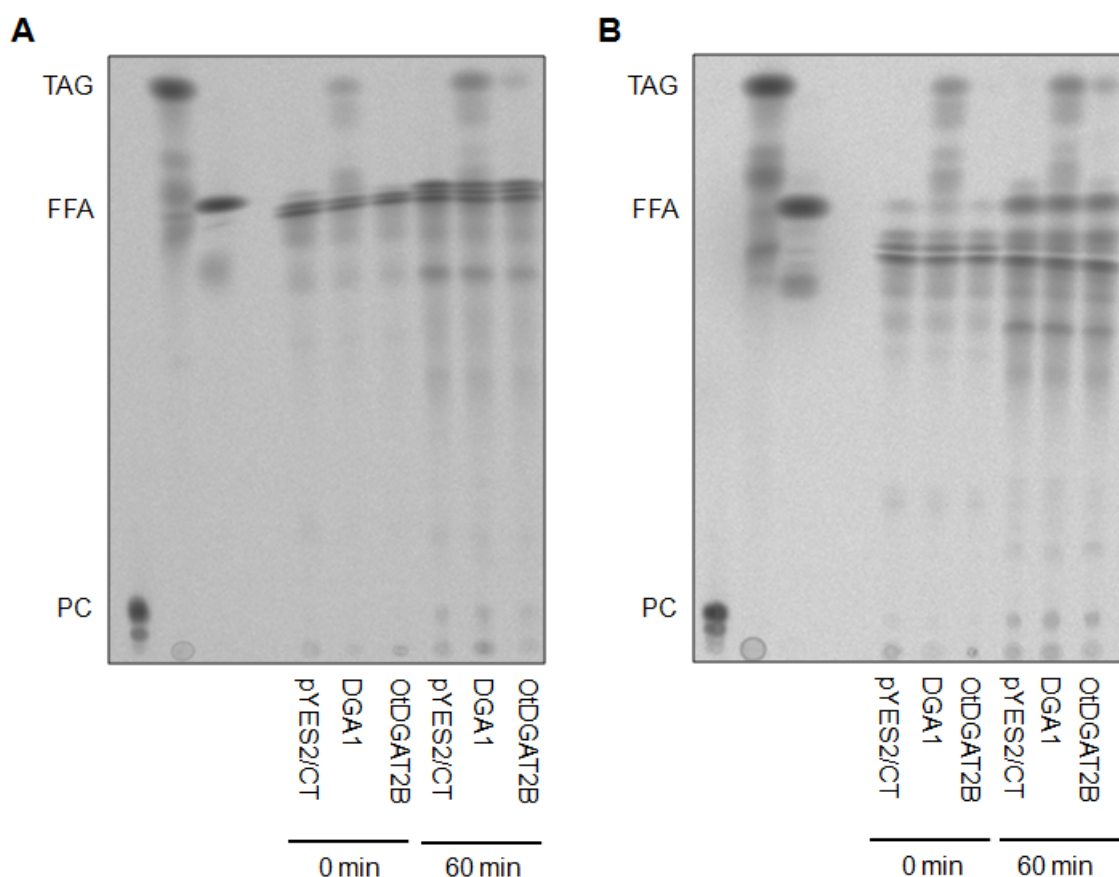 A
B
TAG
FFA
PC
TAG
FFA
PC
pYES2/CT
DGA1
OtDGAT2B
pYES2/CT
DGA1
OtDGAT2B
0 min
60 min
pYES2/CT
DGA1
OtDGAT2B
pYES2/CT
DGA1
OtDGAT2B
0 min
60 min